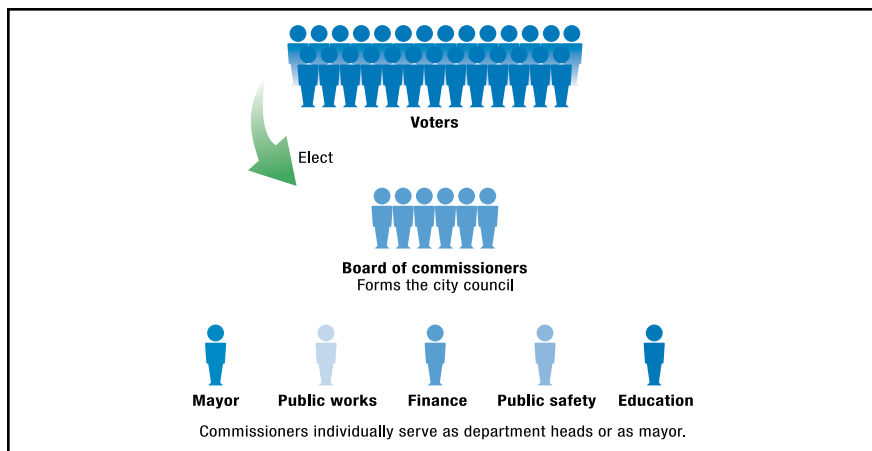 Voters
Elect
Board of commissioners
Forms the city council
Mayor Public works Finance Public safety Education
Commissioners individually serve as department heads or as mayor.